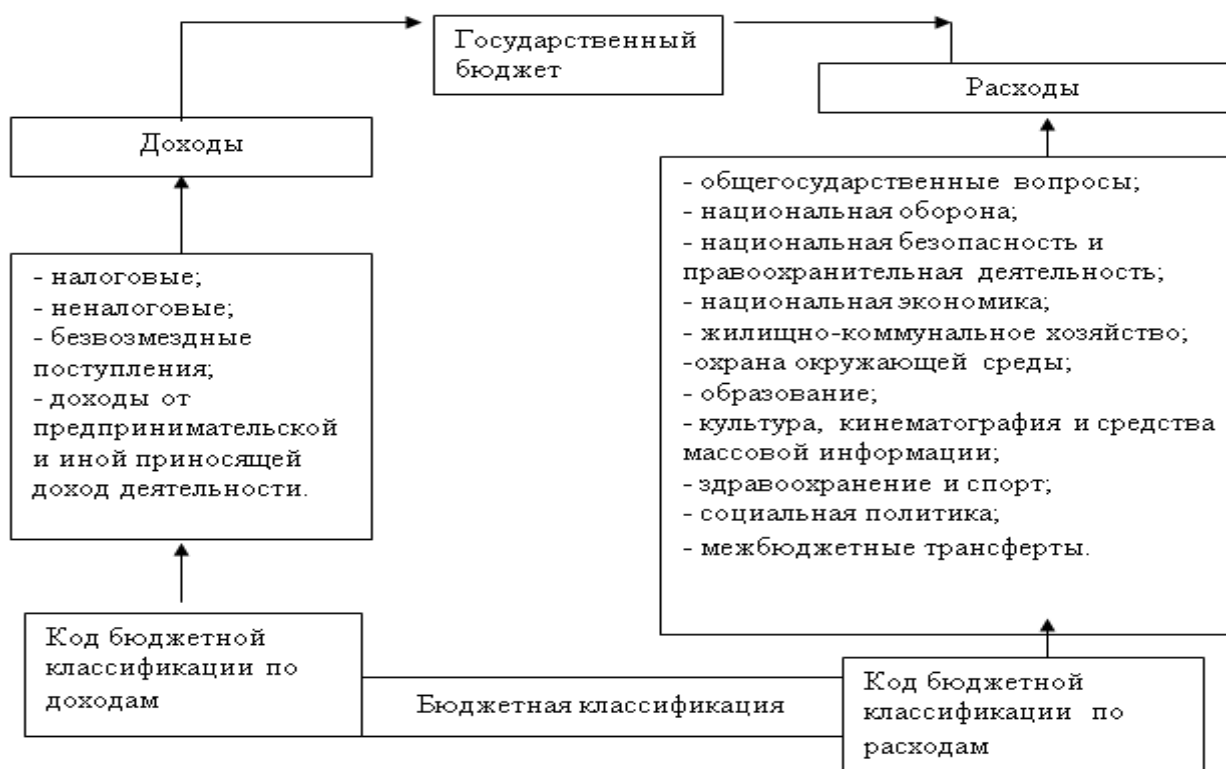 Государственный
бюджет
Расходы
Доходы
- общегосударственные вопросы;
- национальная оборона;
- национальная безопасность и
правоохранительная деятельность;
- национальная экономика;
- жилищно-коммунальное хозяйство;
-охрана окружающей среды;
- образование;
- культура, кинематография и средства
массовой информации;
- здравоохранение и спорт;
- социальная политика;
- межбюджетные трансферты.
- налоговые;
- неналоговые;
- безвозмездные
поступления;
- доходы от
предпринимательской
и иной приносящей
доход деятельности.
Код бюджетной
классификации по
доходам
Бюджетная классификация
Код бюджетной
классификации по
расходам